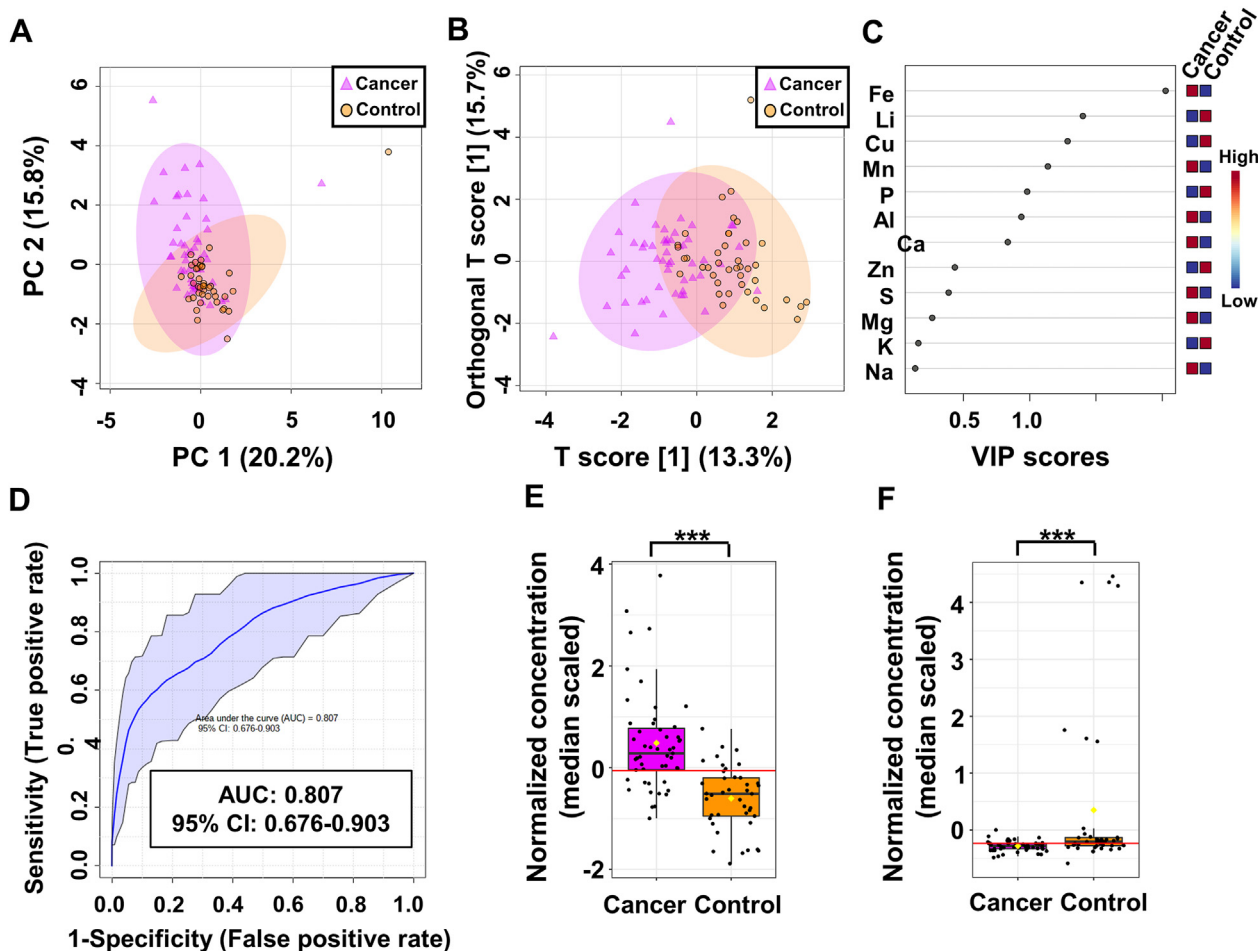 A
PC 2 (15.8%)
6
4
2
0
-2
-4
Cancer
Control
-5
0
5
10
PC 1 (20.2%)
B
Orthogonal T score [1] (15.7%)
6
4
2
0
-2
-4
Cancer
Control
-4
-2
0
2
T score [1] (13.3%)
C
Cancer
Control
Fe
Li
Cu
Mn
P
Al
Ca
Zn
S
Mg
K
Na
High
Low
0.5
1.0
VIP scores
D
Sensitivity (True positive rate)
1.0
0.8
0.6
0.
4
0.2
0.0
Area under the curve (AUC) = 0.807
95% CI: 0.676-0.903
AUC: 0.807
95% CI: 0.676-0.903
0.0
0.2
0.4
0.6
0.8
1.0
1-Specificity (False positive rate)
E
***
Normalized concentration
(median scaled)
4
2
0
-2
Cancer
Control
F
***
Normalized concentration
(median scaled)
4
4
3
2
0
Cancer
Control